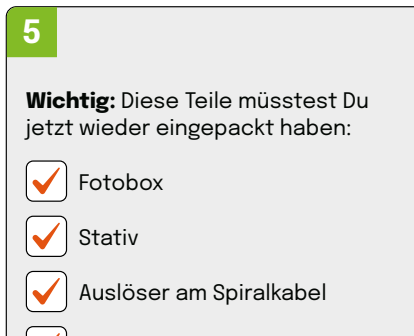 5
Wichtig: Diese Teile müsstest Du
jetzt wieder eingepackt haben:
Fotobox
Stativ
Auslöser am Spiralkabel